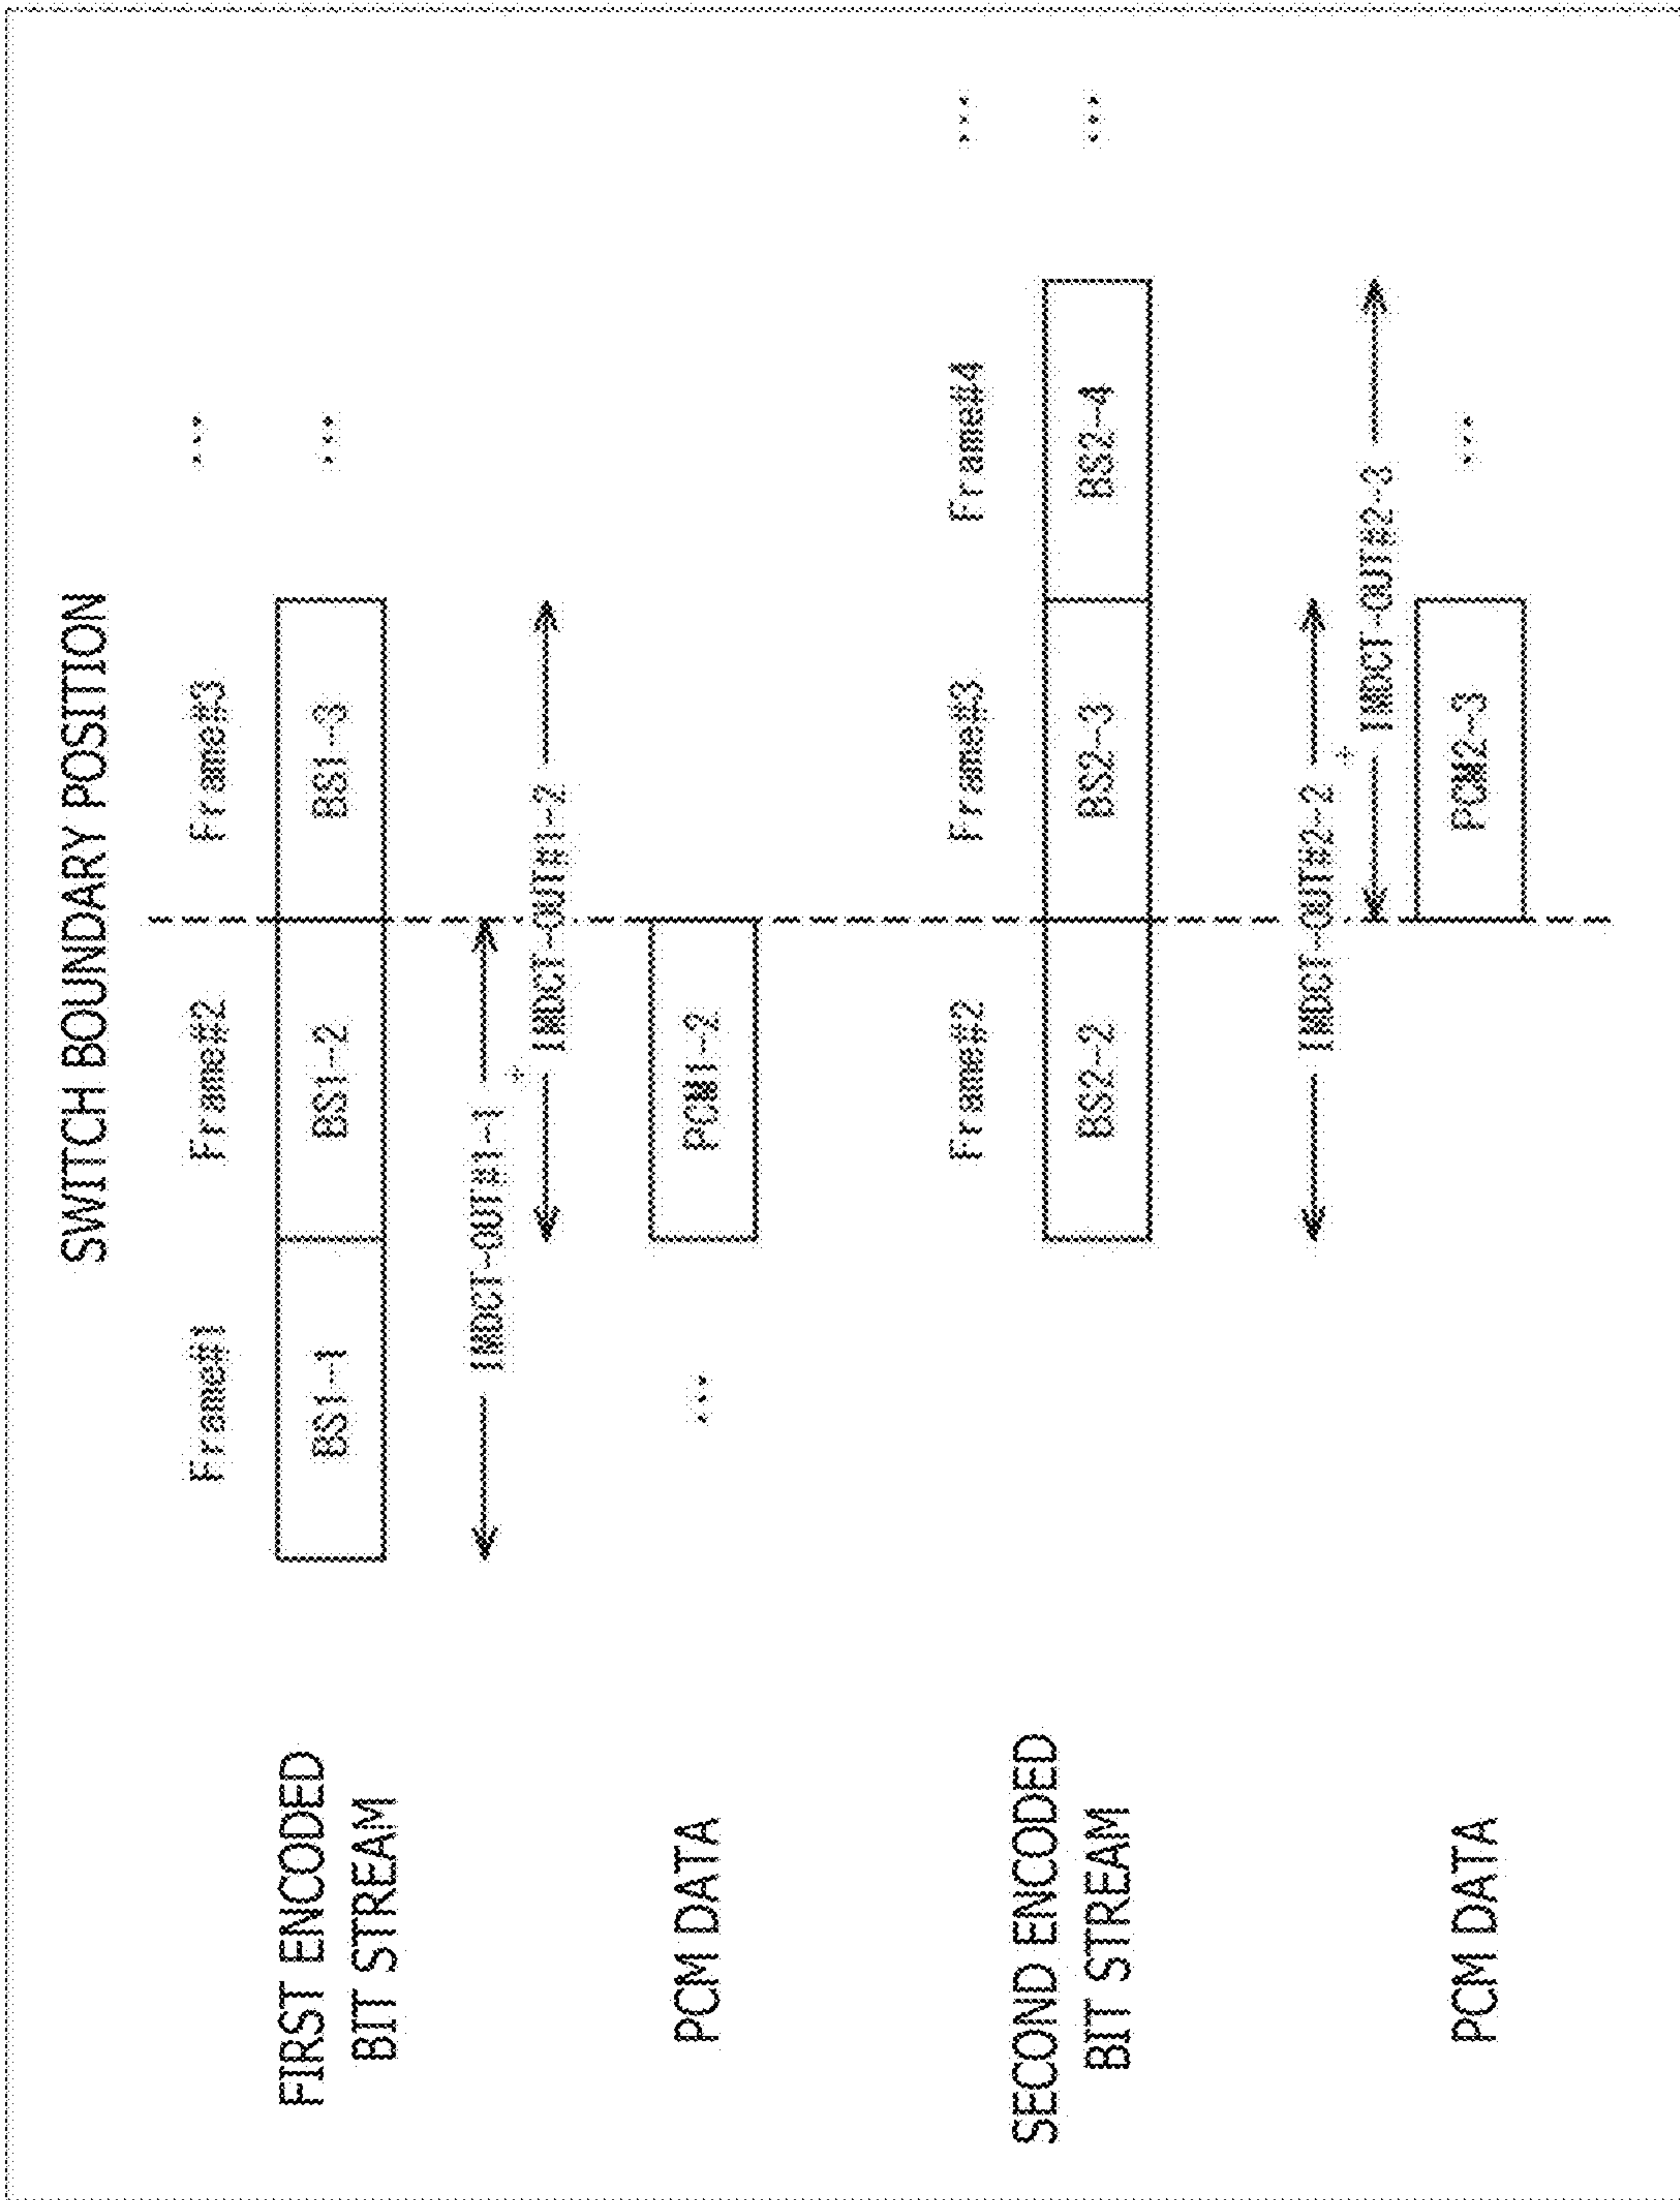 SWITCH BOUNDARY POSITION
Frame#1 Frame#2 Frame#3 ...
FIRST ENCODED
BIT STREAM
BS1-1 BS1-2 BS1-3 ...
IMDCT-OUT#1-1
+
IMDCT-OUT#1-2
PCM DATA
... PCM1-2
Frame#2 Frame#3 Frame#4 ...
SECOND ENCODED
BIT STREAM
BS2-2 BS2-3 BS2-4 ...
IMDCT-OUT#2-2
+
IMDCT-OUT#2-3
PCM DATA
PCM2-3 ...